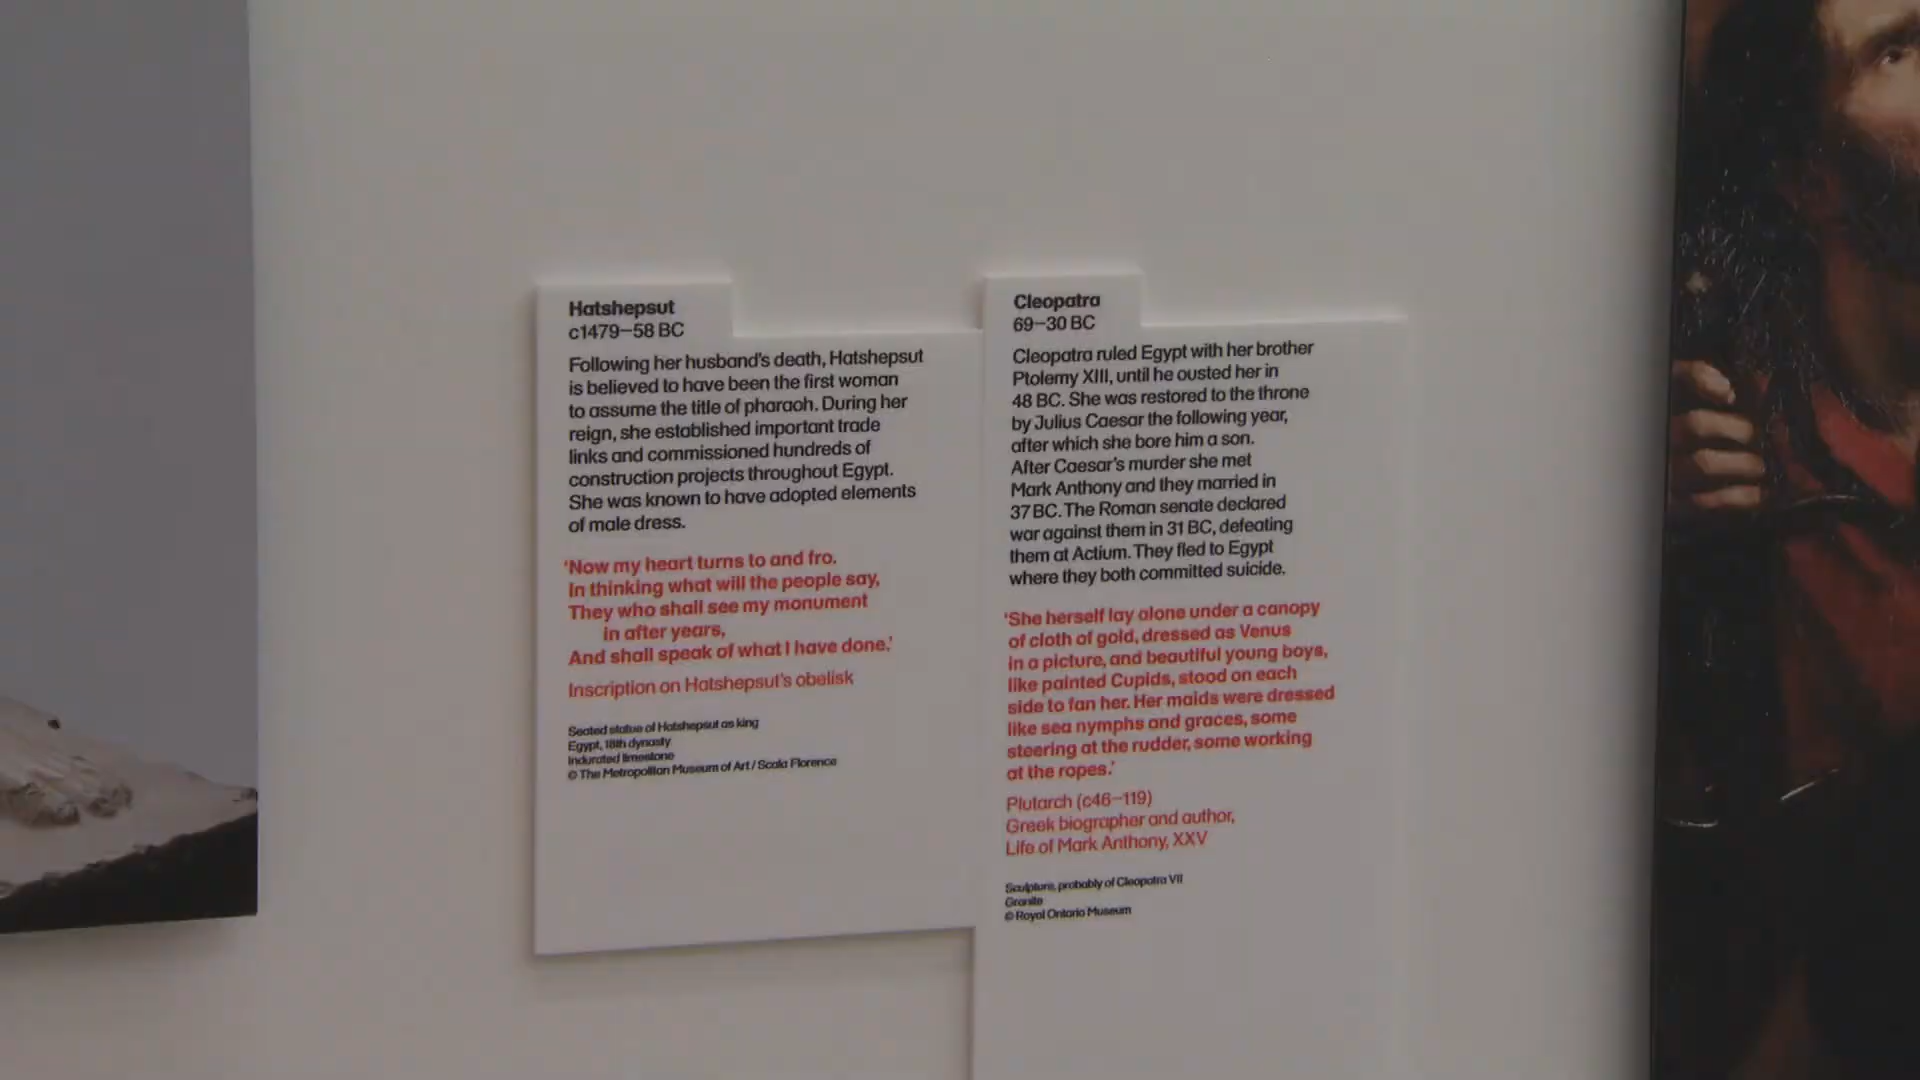 Hatshepsut
c1479–58 BC
Following her husband's death, Hatshepsut
is believed to have been the first woman
to assume the title of pharaoh. During her
reign, she established important trade
links and commissioned hundreds of
construction projects throughout Egypt.
She was known to have adopted elements
of male dress.
'Now my heart turns to and fro.
In thinking what will the people say,
They who shall see my monument
in after years,
And shall speak of what I have done.'
Inscription on Hatshepsut's obelisk
Seated statue of Hatshepsut as king
Egypt, 18th dynasty
Indurated limestone
© The Metropolitan Museum of Art / Scala Florence
Cleopatra
69–30 BC
Cleopatra ruled Egypt with her brother
Ptolemy XIII, until he ousted her in
48 BC. She was restored to the throne
by Julius Caesar the following year,
after which she bore him a son.
After Caesar's murder she met
Mark Anthony and they married in
37 BC. The Roman senate declared
war against them in 31 BC, defeating
them at Actium. They fled to Egypt
where they both committed suicide.
'She herself lay alone under a canopy
of cloth of gold, dressed as Venus
in a picture, and beautiful young boys,
like painted Cupids, stood on each
side to fan her. Her maids were dressed
like sea nymphs and graces, some
steering at the rudder, some working
at the ropes.'
Plutarch (c46–119)
Greek biographer and author,
Life of Mark Anthony, XXV
Sculpture, probably of Cleopatra VII
Granite
© Royal Ontario Museum